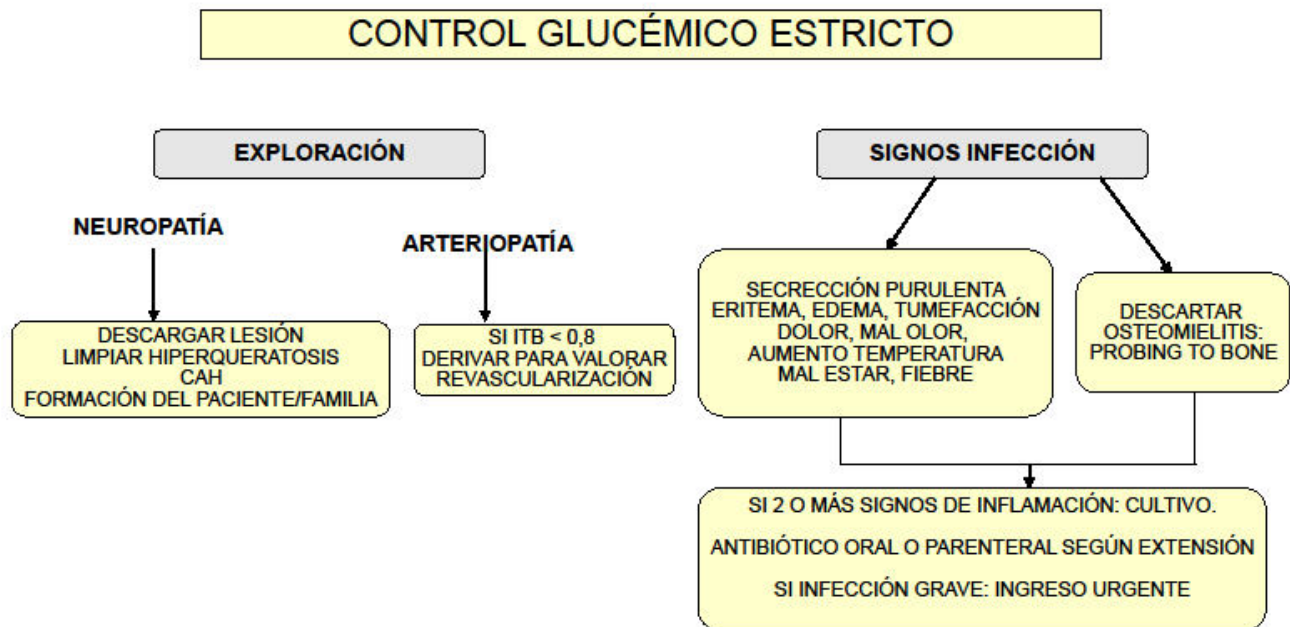 CONTROL GLUCÉMICO ESTRICTO
EXPLORACIÓN
NEUROPATÍA
DESCARGAR LESIÓN
LIMPIAR HIPERQUERATOSIS
CAH
FORMACIÓN DEL PACIENTE/FAMILIA
ARTERIOPATÍA
SI ITB < 0,8
DERIVAR PARA VALORAR
REVASCULARIZACIÓN
SIGNOS INFECCIÓN
SECRECCIÓN PURULENTA
ERITEMA, EDEMA, TUMEFACCIÓN
DOLOR, MAL OLOR,
AUMENTO TEMPERATURA
MAL ESTAR, FIEBRE
DESCARTAR
OSTEOMIELITIS:
PROBING TO BONE
SI 2 O MÁS SIGNOS DE INFLAMACIÓN: CULTIVO.
ANTIBIÓTICO ORAL O PARENTERAL SEGÚN EXTENSIÓN
SI INFECCIÓN GRAVE: INGRESO URGENTE